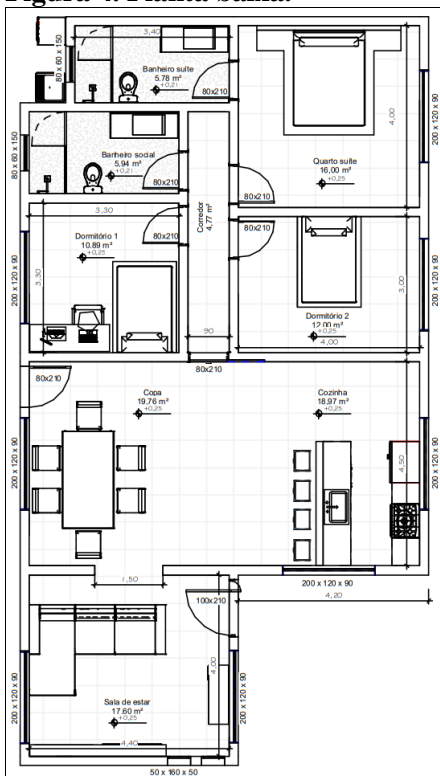 Figura 4. Planta baixa.
3,40
Banheiro suíte
5.78 m²
+0,21
80x210
80 x 60 x 150
4,00
200 x 120 x 90
Quarto suíte
16,00 m²
+0,25
80x210
Banheiro social
5,94 m²
+0,21
80x210
80 x 60 x 150
Corredor
4,77 m²
90
80x210
3,30
80x210
Dormitório 1
10.89 m²
+0,25
3,30
200 x 120 x 90
80x210
3,00
200 x 120 x 90
Dormitório 2
12.00 m²
+0,25
4,00
80x210
Copa
19.76 m²
+0,25
Cozinha
18.97 m²
+0,25
200 x 120 x 90
4,50
200 x 120 x 90
1,50
200 x 120 x 90
4,20
100x210
4,00
200 x 120 x 90
200 x 120 x 90
Sala de estar
17.60 m²
+0,25
4,40
50 x 160 x 50